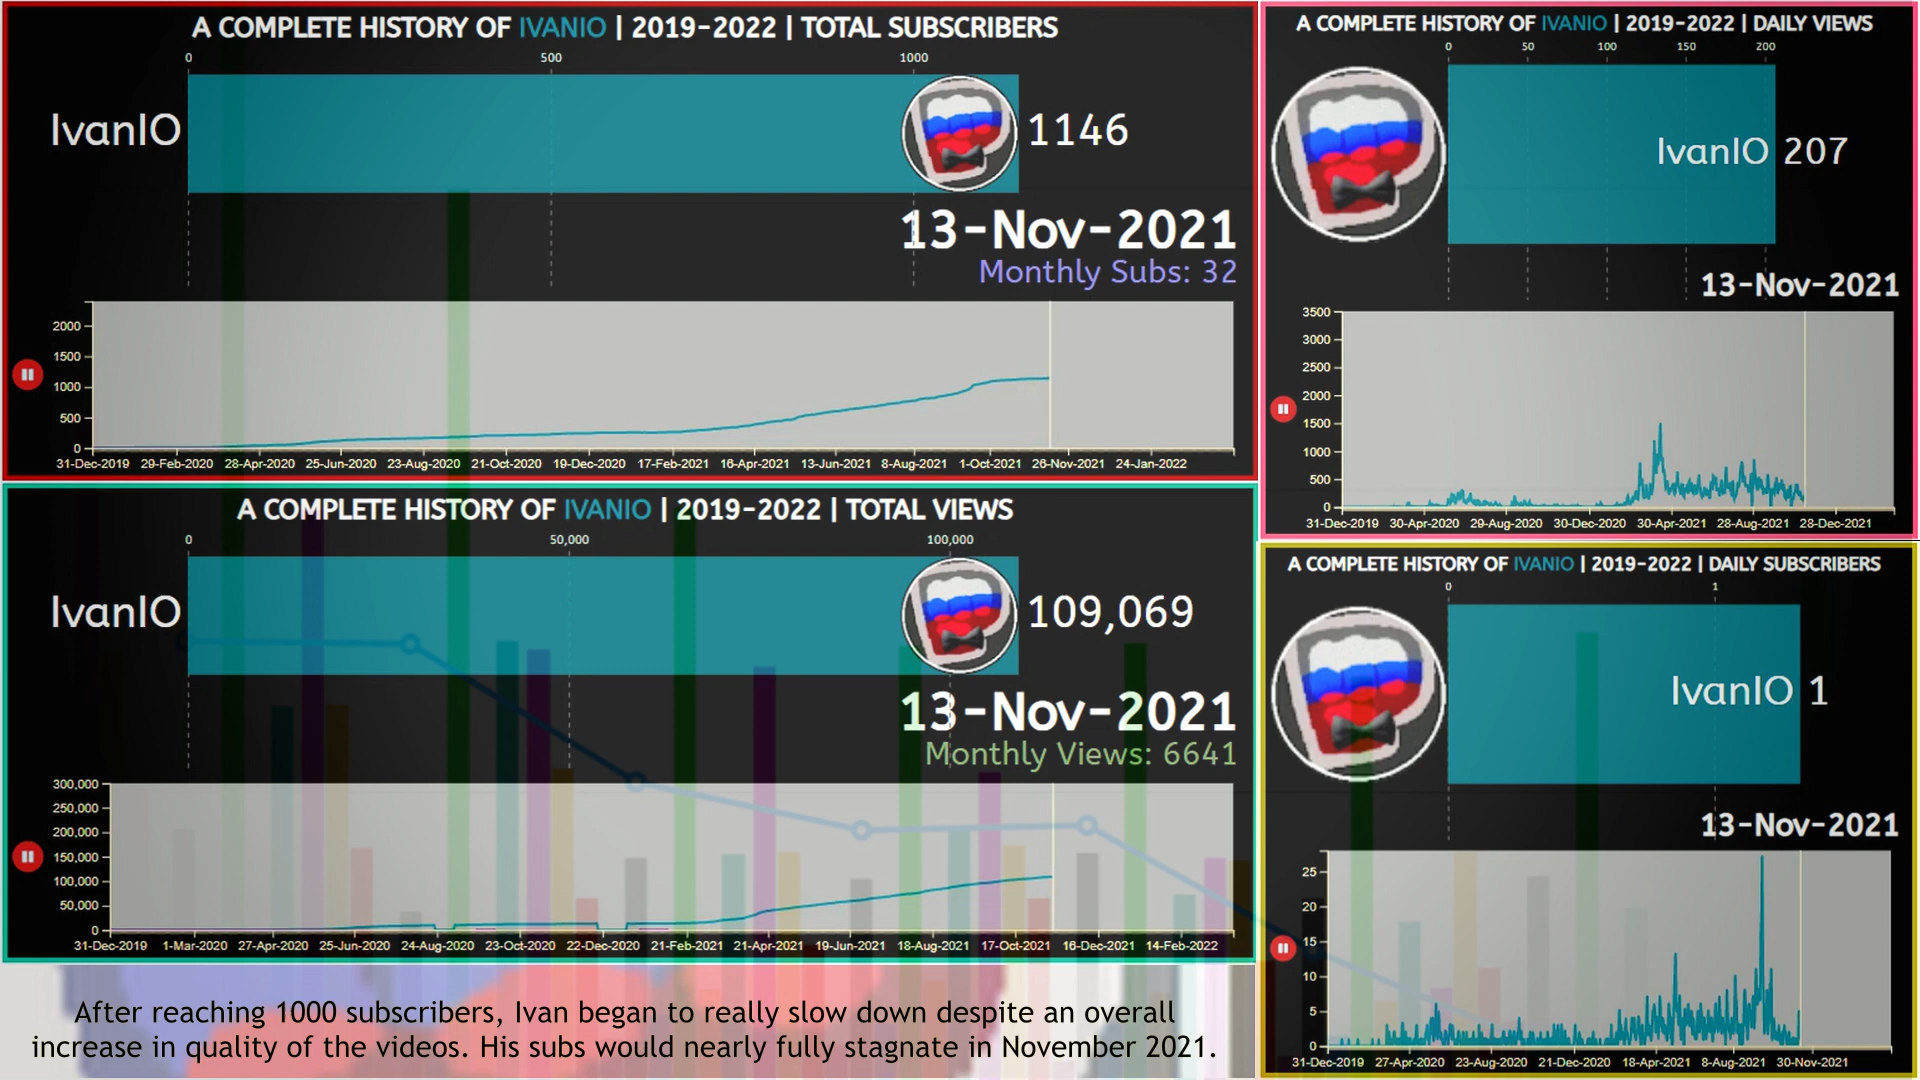 A COMPLETE HISTORY OF IVANIO | 2019-2022 | TOTAL SUBSCRIBERS
0 500 1000
IvanIO 1146
13-Nov-2021
Monthly Subs: 32
2000
1500
1000
500
0
31-Dec-2019 29-Feb-2020 28-Apr-2020 25-Jun-2020 23-Aug-2020 21-Oct-2020 19-Dec-2020 17-Feb-2021 16-Apr-2021 13-Jun-2021 8-Aug-2021 1-Oct-2021 26-Nov-2021 24-Jan-2022
A COMPLETE HISTORY OF IVANIO | 2019-2022 | DAILY VIEWS
0 50 100 150 200
IvanIO 207
13-Nov-2021
3500
3000
2500
2000
1500
1000
500
0
31-Dec-2019 30-Apr-2020 29-Aug-2020 30-Dec-2020 30-Apr-2021 28-Aug-2021 28-Dec-2021
A COMPLETE HISTORY OF IVANIO | 2019-2022 | TOTAL VIEWS
0 50,000 100,000
IvanIO 109,069
13-Nov-2021
Monthly Views: 6641
300,000
250,000
200,000
150,000
100,000
50,000
0
31-Dec-2019 1-Mar-2020 27-Apr-2020 25-Jun-2020 24-Aug-2020 23-Oct-2020 22-Dec-2020 21-Feb-2021 21-Apr-2021 19-Jun-2021 18-Aug-2021 17-Oct-2021 16-Dec-2021 14-Feb-2022
A COMPLETE HISTORY OF IVANIO | 2019-2022 | DAILY SUBSCRIBERS
0 1
IvanIO 1
13-Nov-2021
25
20
15
10
5
0
31-Dec-2019 27-Apr-2020 23-Aug-2020 21-Dec-2020 18-Apr-2021 8-Aug-2021 30-Nov-2021
After reaching 1000 subscribers, Ivan began to really slow down despite an overall
increase in quality of the videos. His subs would nearly fully stagnate in November 2021.